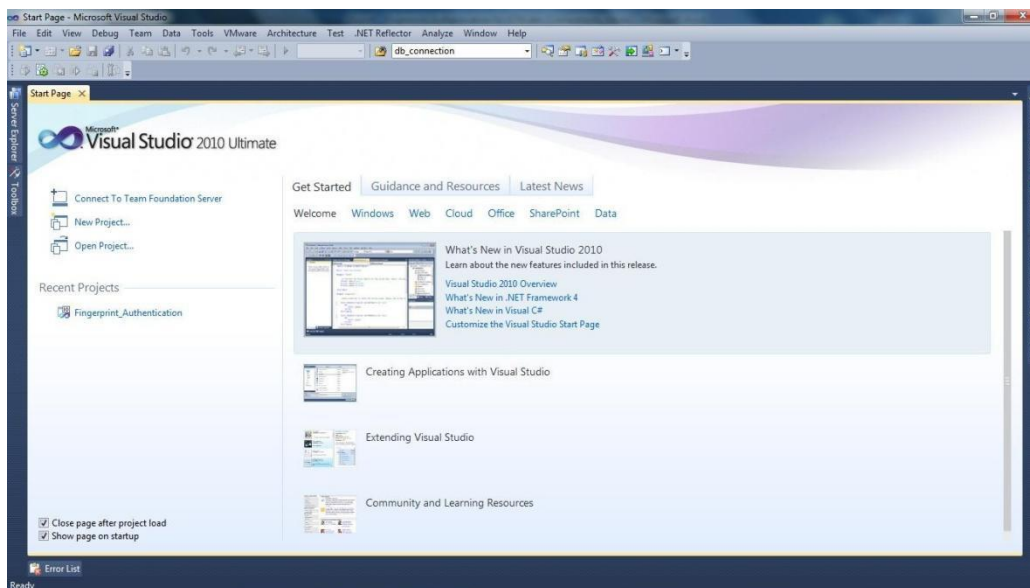 Start Page - Microsoft Visual Studio
File Edit View Debug Team Data Tools VMware Architecture Test .NET Reflector Analyze Window Help
db_connection
Start Page
Server Explorer
Toolbox
Microsoft®
Visual Studio 2010 Ultimate
Connect To Team Foundation Server
New Project...
Open Project...
Recent Projects
Fingerprint_Authentication
Close page after project load
Show page on startup
Get Started Guidance and Resources Latest News
Welcome Windows Web Cloud Office SharePoint Data
What's New in Visual Studio 2010
Learn about the new features included in this release.
Visual Studio 2010 Overview
What's New in .NET Framework 4
What's New in Visual C#
Customize the Visual Studio Start Page
Creating Applications with Visual Studio
Extending Visual Studio
Community and Learning Resources
Error List
Ready